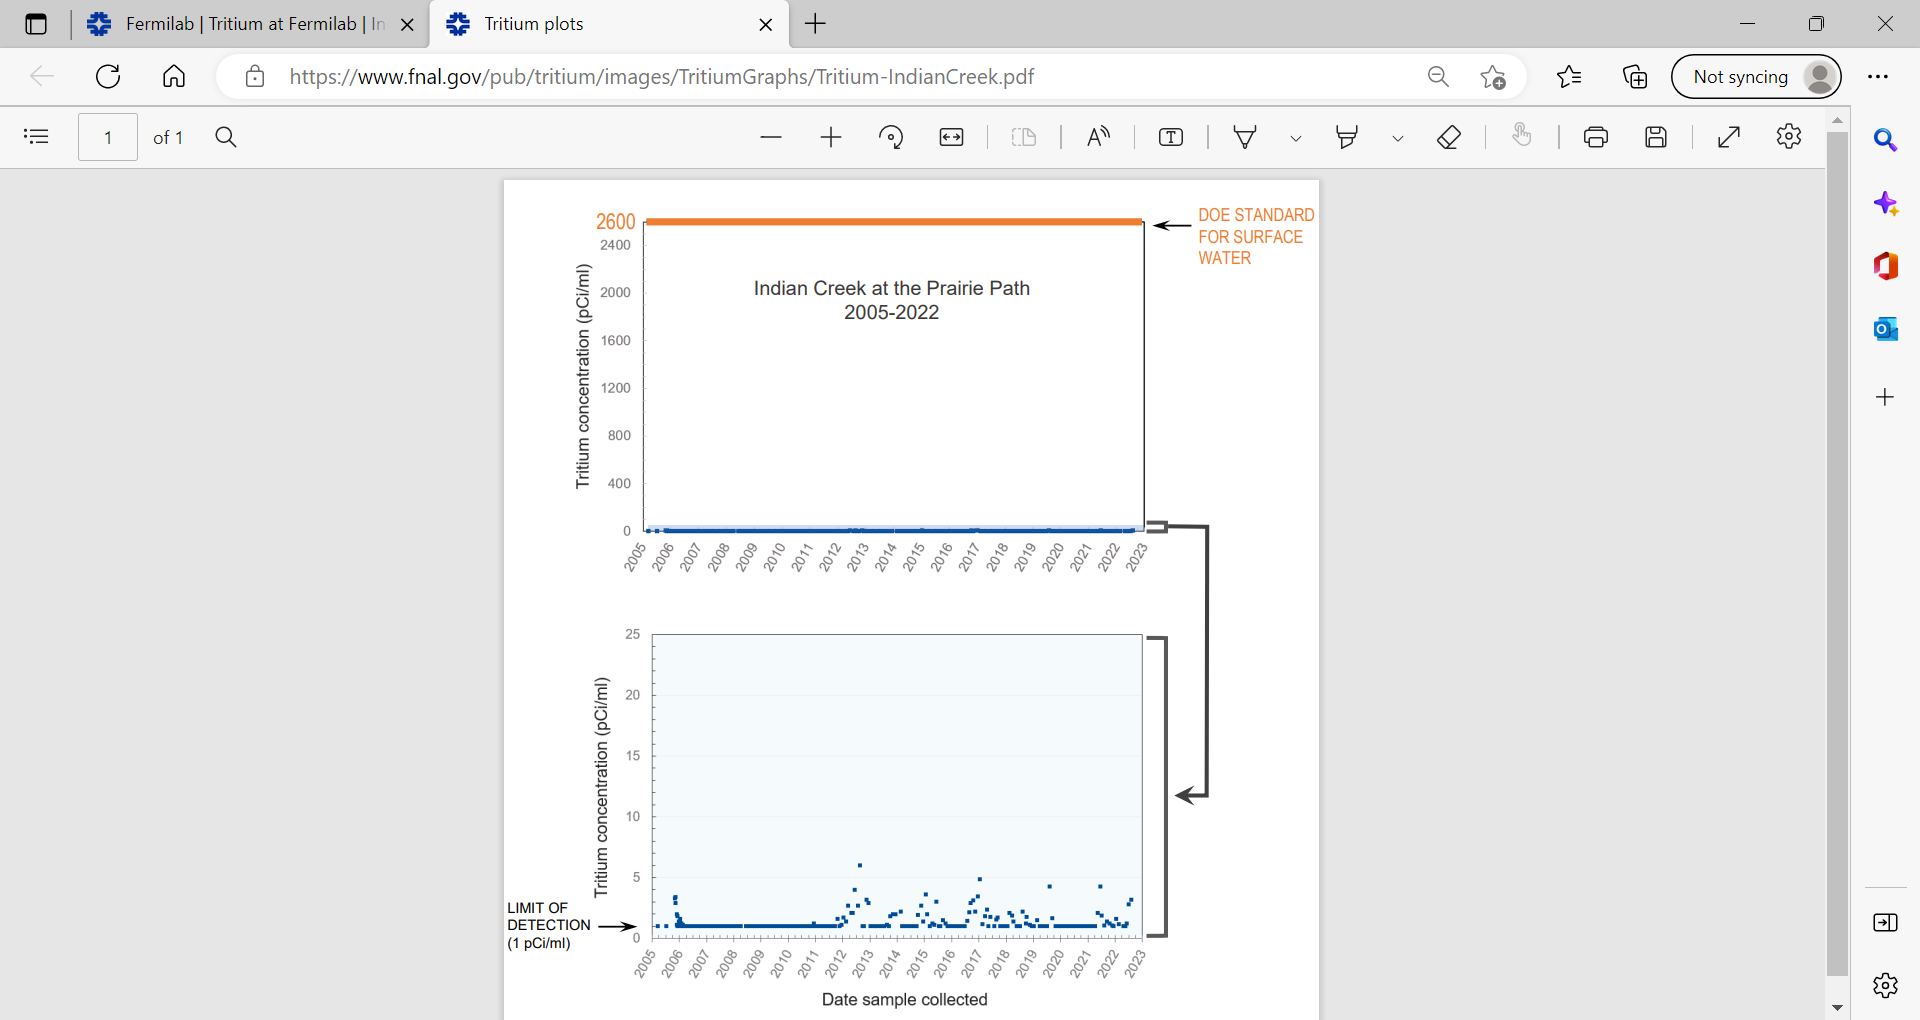 Fermilab | Tritium at Fermilab | In
Tritium plots
https://www.fnal.gov/pub/tritium/images/TritiumGraphs/Tritium-IndianCreek.pdf
Not syncing
1 of 1
2600
DOE STANDARD
FOR SURFACE
WATER
Indian Creek at the Prairie Path
2005-2022
Tritium concentration (pCi/ml)
2400
2000
1600
1200
800
400
0
2005 2006 2007 2008 2009 2010 2011 2012 2013 2014 2015 2016 2017 2018 2019 2020 2021 2022 2023
Tritium concentration (pCi/ml)
25
20
15
10
5
0
LIMIT OF
DETECTION
(1 pCi/ml)
2005 2006 2007 2008 2009 2010 2011 2012 2013 2014 2015 2016 2017 2018 2019 2020 2021 2022 2023
Date sample collected